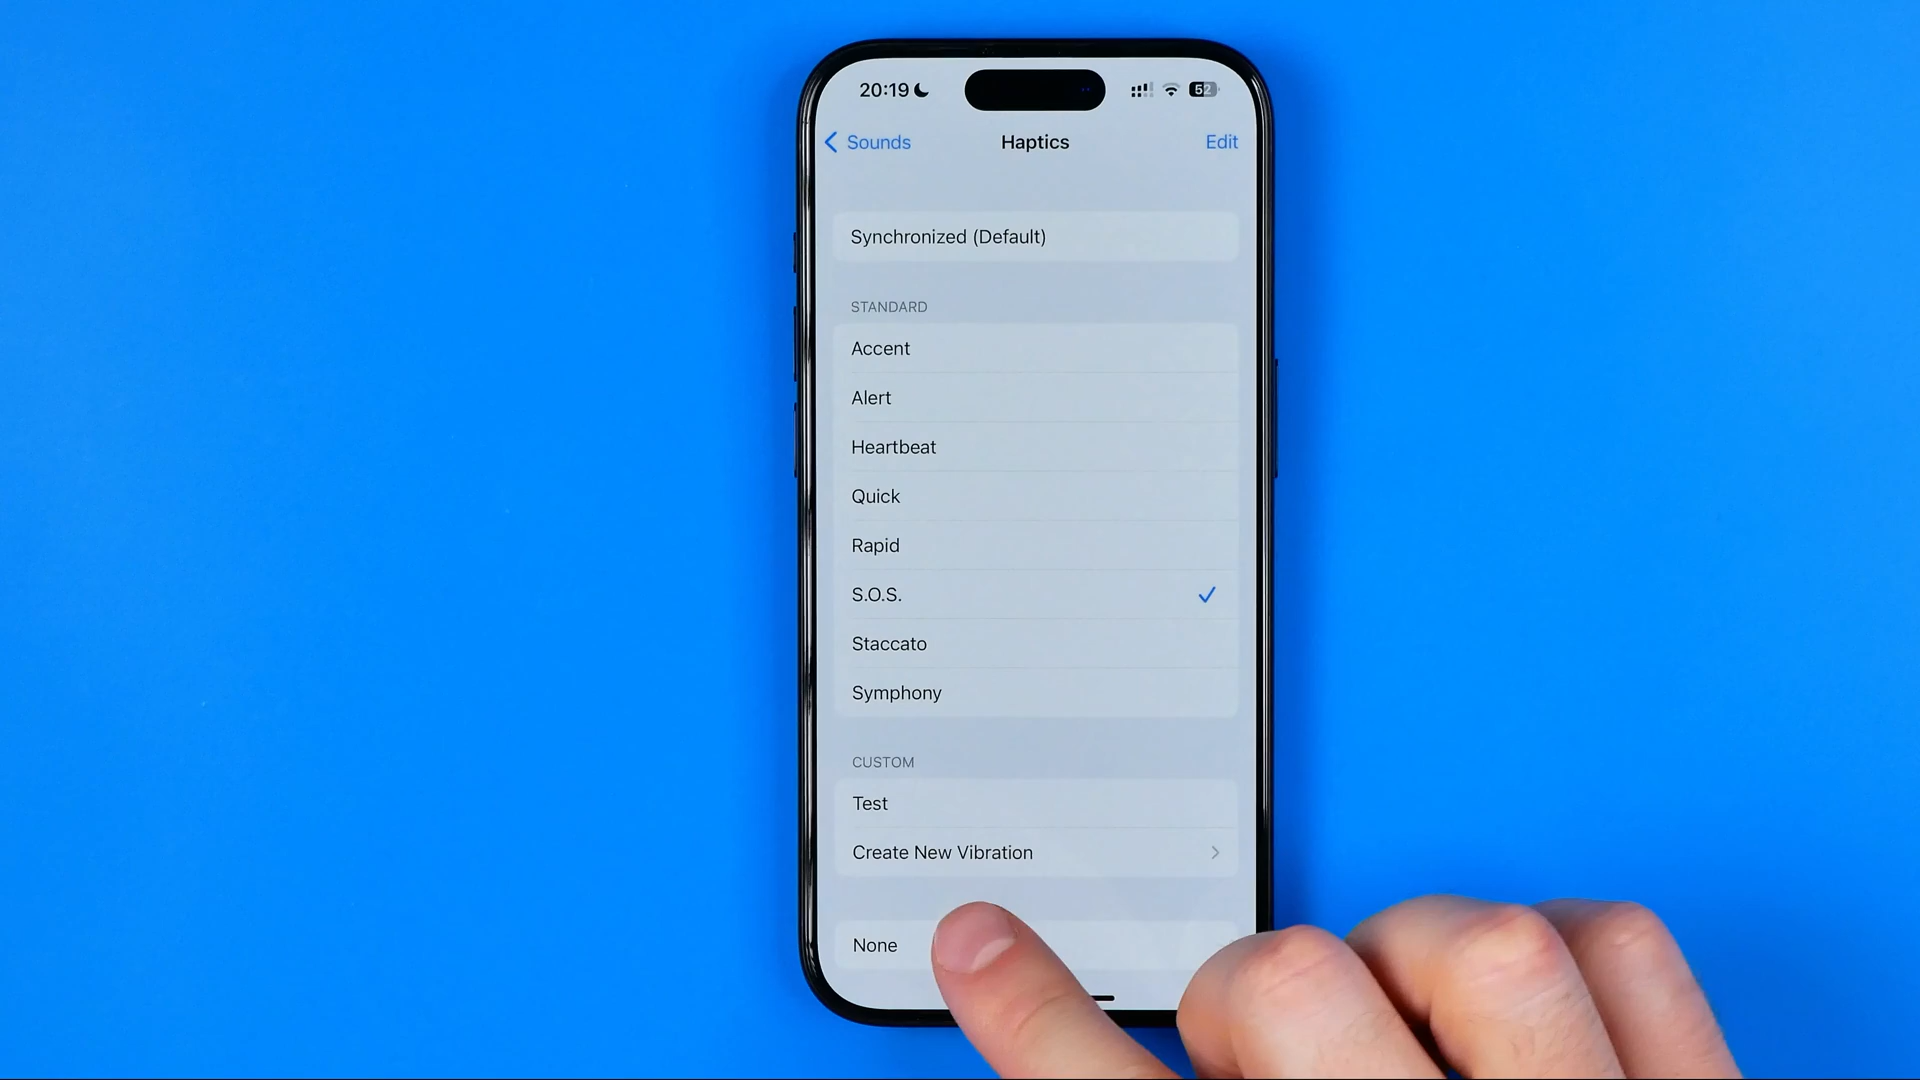 20:19
52
Sounds
Haptics
Edit
Synchronized (Default)
STANDARD
Accent
Alert
Heartbeat
Quick
Rapid
S.O.S.
Staccato
Symphony
CUSTOM
Test
Create New Vibration
None